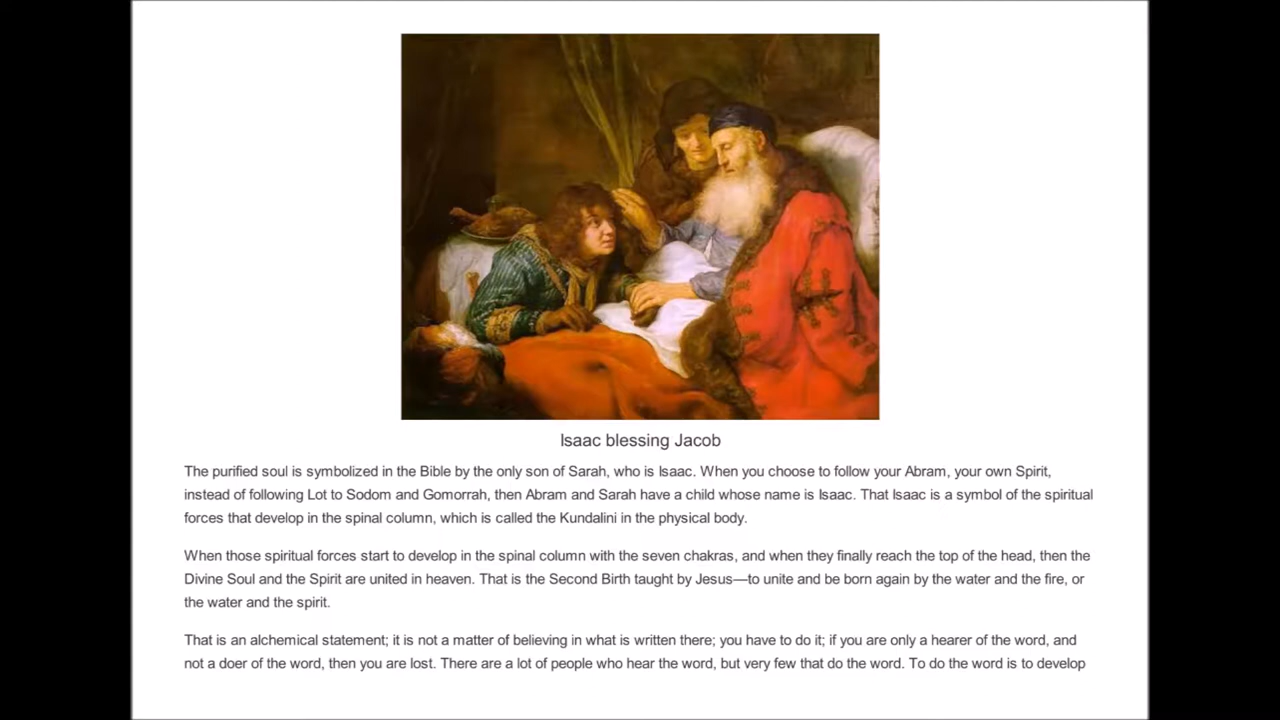 Isaac blessing Jacob
The purified soul is symbolized in the Bible by the only son of Sarah, who is Isaac. When you choose to follow your Abram, your own Spirit,
instead of following Lot to Sodom and Gomorrah, then Abram and Sarah have a child whose name is Isaac. That Isaac is a symbol of the spiritual
forces that develop in the spinal column, which is called the Kundalini in the physical body.
When those spiritual forces start to develop in the spinal column with the seven chakras, and when they finally reach the top of the head, then the
Divine Soul and the Spirit are united in heaven. That is the Second Birth taught by Jesus—to unite and be born again by the water and the fire, or
the water and the spirit.
That is an alchemical statement; it is not a matter of believing in what is written there; you have to do it; if you are only a hearer of the word, and
not a doer of the word, then you are lost. There are a lot of people who hear the word, but very few that do the word. To do the word is to develop